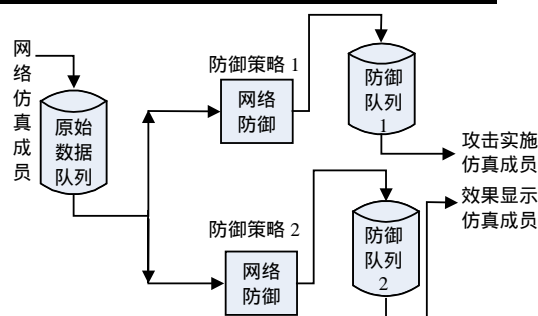 网络仿真成员
原始
数据
队列
防御策略 1
网络
防御
防御
队列
1
攻击实施
仿真成员
效果显示
仿真成员
防御策略 2
网络
防御
防御
队列
2